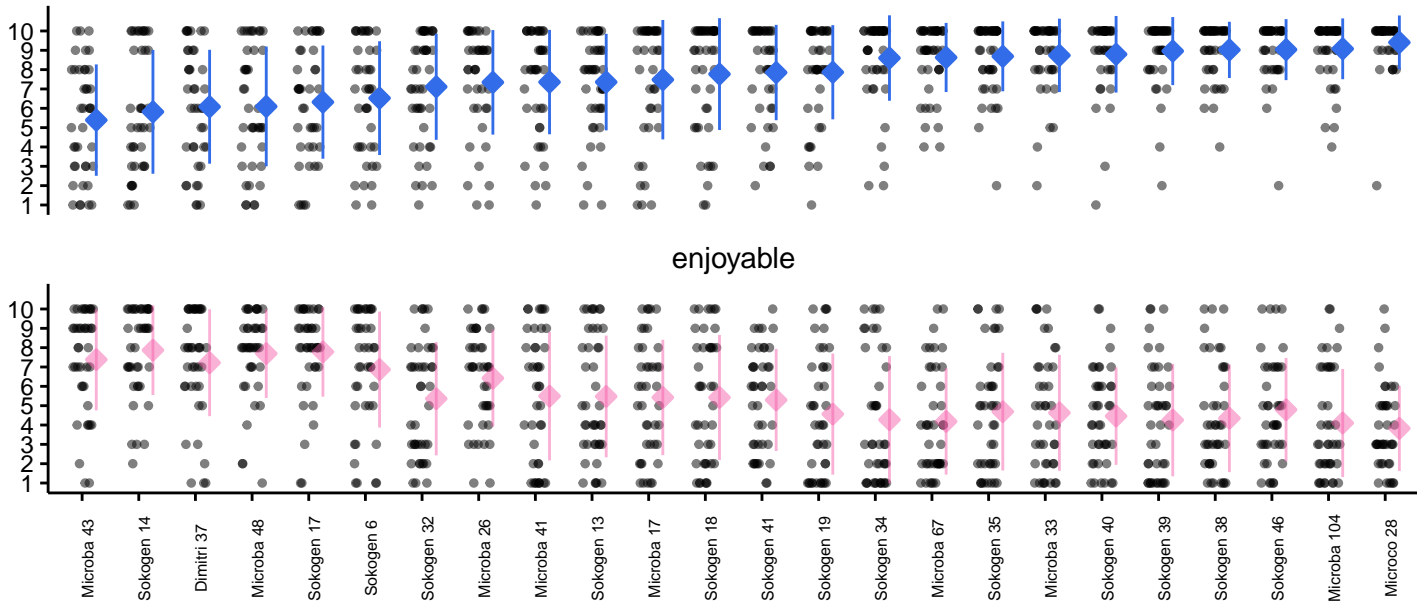 10
9
8
7
6
5
4
3
2
1
enjoyable
10
9
8
7
6
5
4
3
2
1
Microba 43
Sokogen 14
Dimitri 37
Microba 48
Sokogen 17
Sokogen 6
Sokogen 32
Microba 26
Microba 41
Sokogen 13
Microba 17
Sokogen 18
Sokogen 41
Sokogen 19
Sokogen 34
Microba 67
Sokogen 35
Microba 33
Sokogen 40
Sokogen 39
Sokogen 38
Sokogen 46
Microba 104
Microco 28